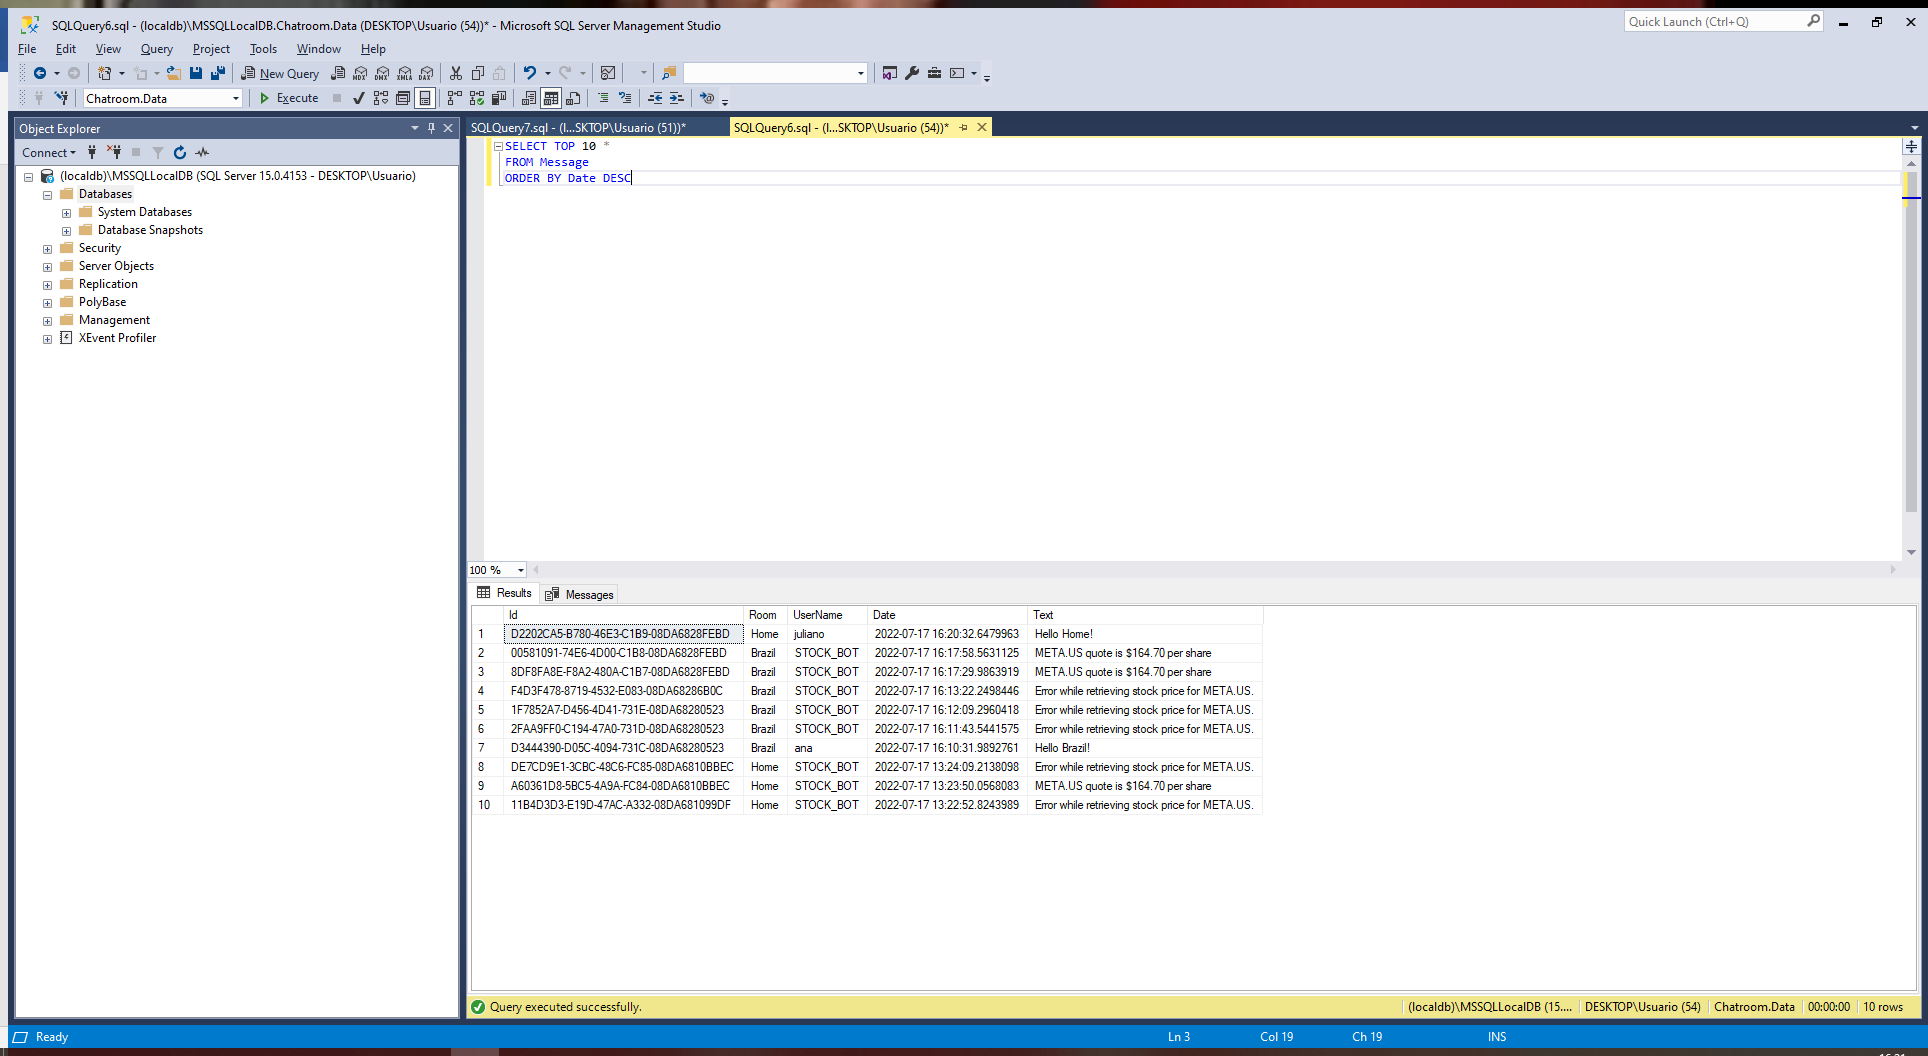 SQLQuery6.sql - (localdb)\MSSQLLocalDB.Chatroom.Data (DESKTOP\Usuario (54))* - Microsoft SQL Server Management Studio
Quick Launch (Ctrl+Q)
File Edit View Query Project Tools Window Help
New Query MDX DMX XMLA DAX
Chatroom.Data Execute
Object Explorer
Connect
(localdb)\MSSQLLocalDB (SQL Server 15.0.4153 - DESKTOP\Usuario)
Databases
System Databases
Database Snapshots
Security
Server Objects
Replication
PolyBase
Management
XEvent Profiler
SQLQuery7.sql - (l...SKTOP\Usuario (51))* SQLQuery6.sql - (l...SKTOP\Usuario (54))*
SELECT TOP 10 *
FROM Message
ORDER BY Date DESC
100 %
Results Messages
Id Room UserName Date Text
1 D2202CA5-B780-46E3-C1B9-08DA6828FEBD Home juliano 2022-07-17 16:20:32.6479963 Hello Home!
2 00581091-74E6-4D00-C1B8-08DA6828FEBD Brazil STOCK_BOT 2022-07-17 16:17:58.5631125 META.US quote is $164.70 per share
3 8DF8FA8E-F8A2-480A-C1B7-08DA6828FEBD Brazil STOCK_BOT 2022-07-17 16:17:29.9863919 META.US quote is $164.70 per share
4 F4D3F478-8719-4532-E083-08DA68286B0C Brazil STOCK_BOT 2022-07-17 16:13:22.2498446 Error while retrieving stock price for META.US.
5 1F7852A7-D456-4D41-731E-08DA68280523 Brazil STOCK_BOT 2022-07-17 16:12:09.2960418 Error while retrieving stock price for META.US.
6 2FAA9FF0-C194-47A0-731D-08DA68280523 Brazil STOCK_BOT 2022-07-17 16:11:43.5441575 Error while retrieving stock price for META.US.
7 D3444390-D05C-4094-731C-08DA68280523 Brazil ana 2022-07-17 16:10:31.9892761 Hello Brazil!
8 DE7CD9E1-3CBC-48C6-FC85-08DA6810BBEC Home STOCK_BOT 2022-07-17 13:24:09.2138098 Error while retrieving stock price for META.US.
9 A60361D8-5BC5-4A9A-FC84-08DA6810BBEC Home STOCK_BOT 2022-07-17 13:23:50.0568083 META.US quote is $164.70 per share
10 11B4D3D3-E19D-47AC-A332-08DA681099DF Home STOCK_BOT 2022-07-17 13:22:52.8243989 Error while retrieving stock price for META.US.
Query executed successfully. (localdb)\MSSQLLocalDB (15.... DESKTOP\Usuario (54) Chatroom.Data 00:00:00 10 rows
Ready Ln 3 Col 19 Ch 19 INS